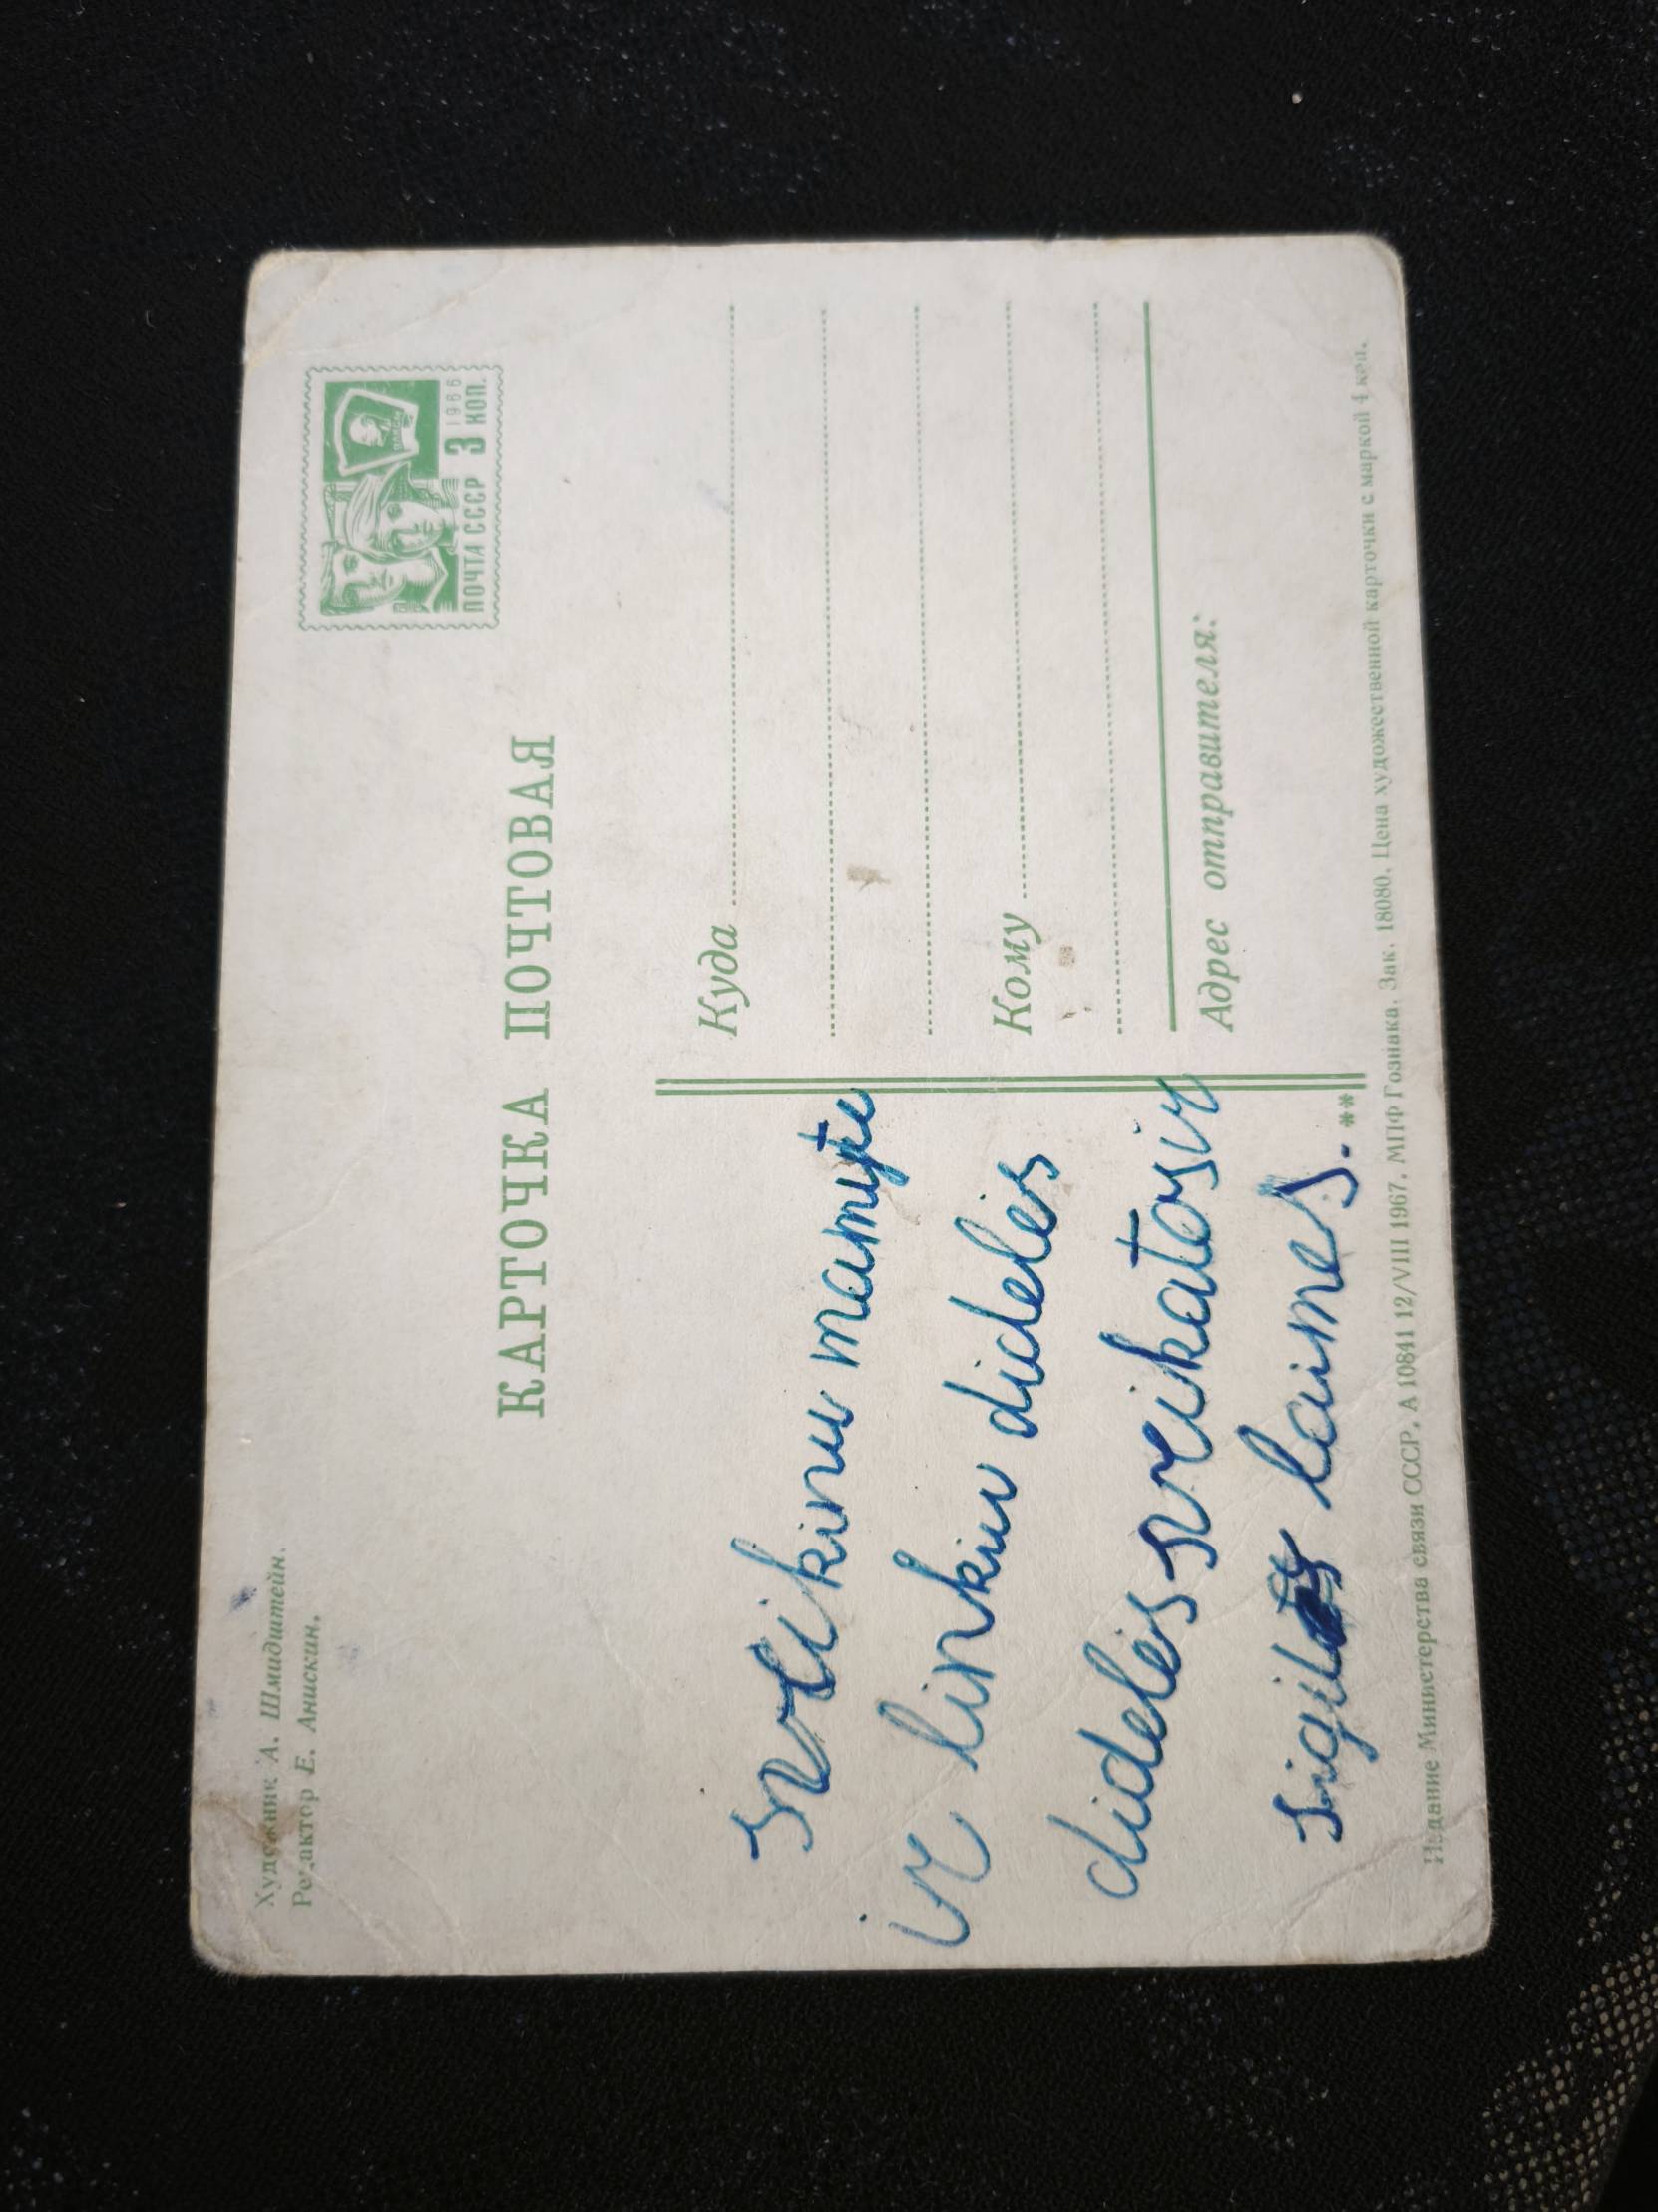 Художник А. Шмидштейн.
Редактор Е. Анискин.
ПОЧТА СССР 3 КОП.
1966
КАРТОЧКА ПОЧТОВАЯ
Куда
Кому
Адрес отправителя:
sveikinu mamyte
ir linkiu didelės
didelės sveikatos ir
laimes.
**
Издание Министерства связи СССР. А 10841 12/VIII 1967. МПФ Гознака. Зак. 18080. Цена художественной карточки с маркой 4 коп.